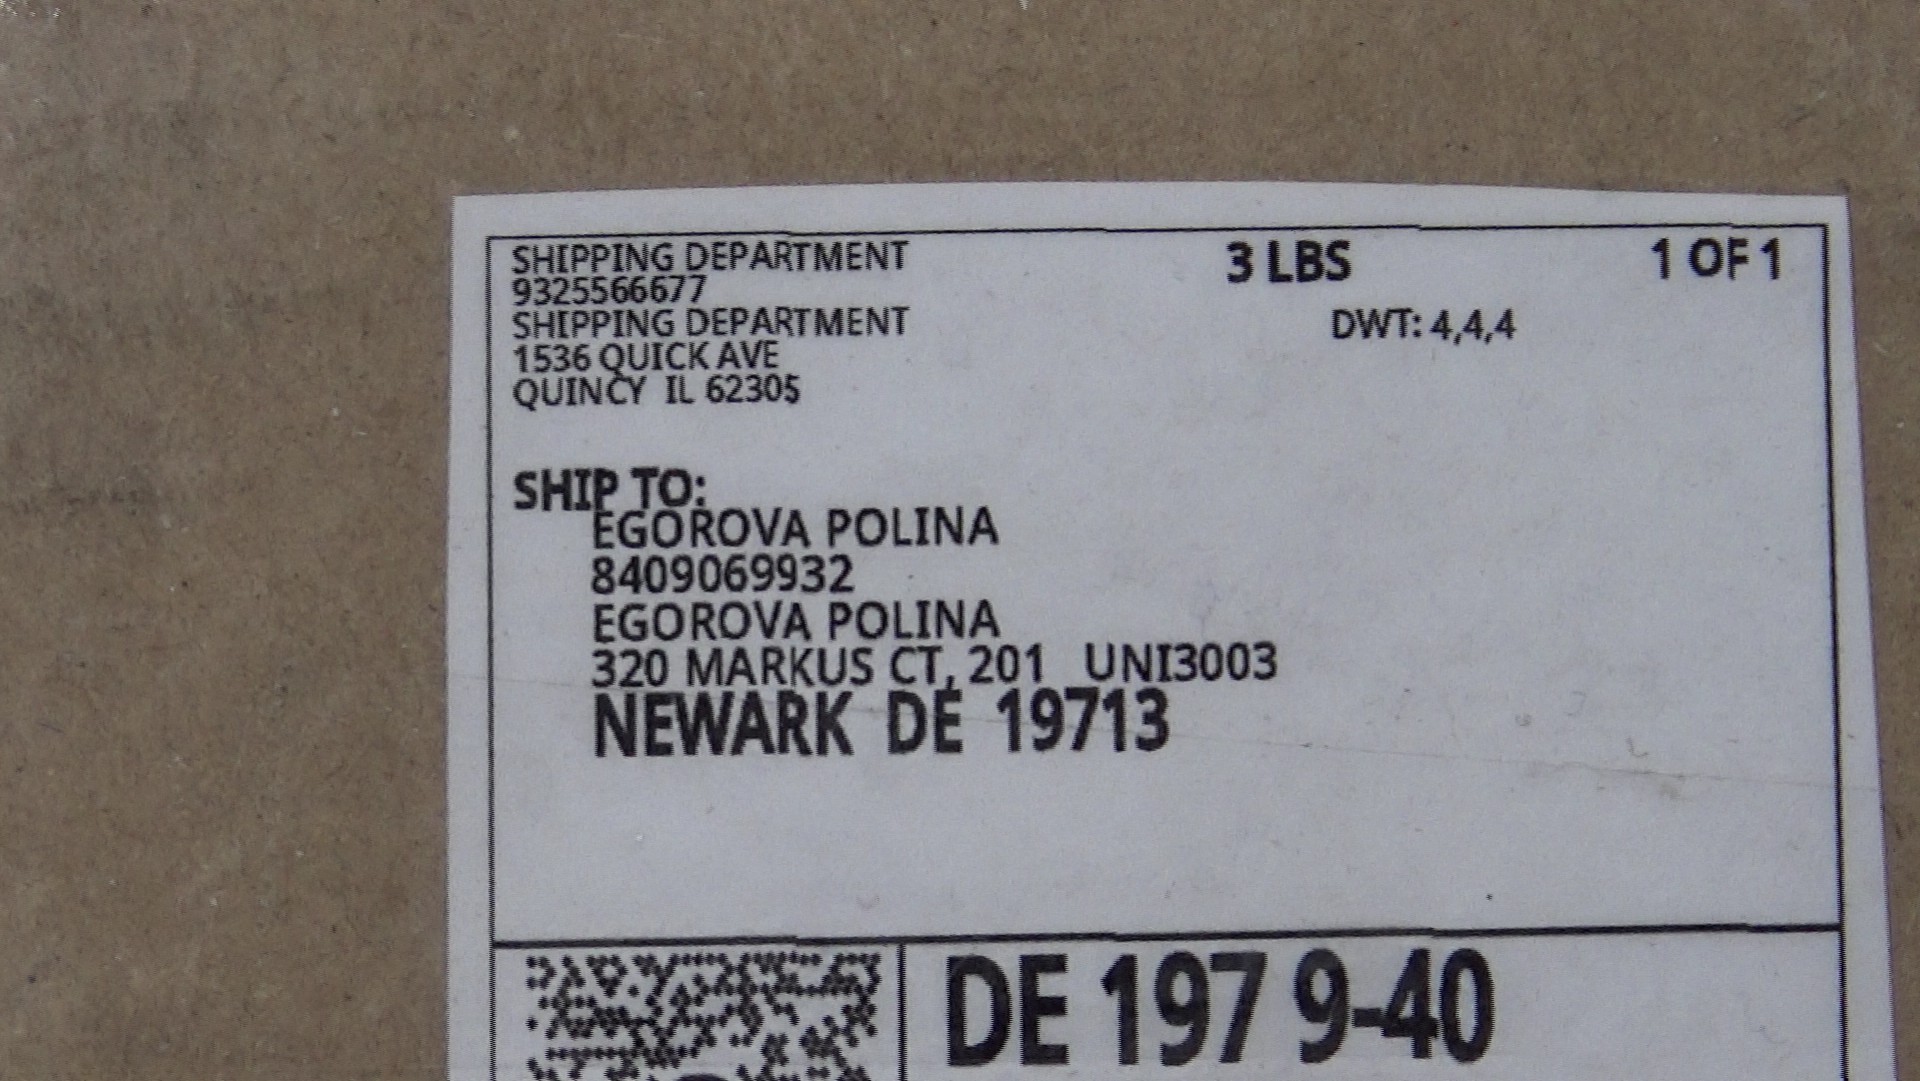 SHIPPING DEPARTMENT
9325566677
SHIPPING DEPARTMENT
1536 QUICK AVE
QUINCY IL 62305
3 LBS
1 OF 1
DWT: 4,4,4
SHIP TO:
EGOROVA POLINA
8409069932
EGOROVA POLINA
320 MARKUS CT, 201 UNI3003
NEWARK DE 19713
DE 197 9-40